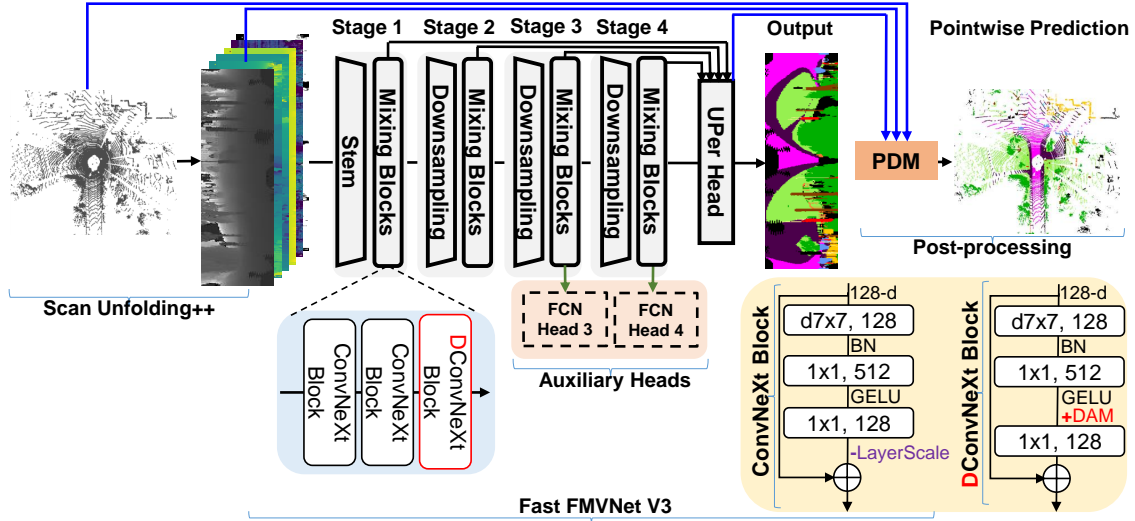 Stage 1 Stage 2 Stage 3 Stage 4
Output
Pointwise Prediction
Stem
Mixing Blocks
Downsampling
Mixing Blocks
Downsampling
Mixing Blocks
Downsampling
Mixing Blocks
UPer Head
PDM
Post-processing
Scan Unfolding++
ConvNeXt
Block
ConvNeXt
Block
DConvNeXt
Block
FCN
Head 3
FCN
Head 4
Auxiliary Heads
ConvNeXt Block
128-d
d7x7, 128
BN
1x1, 512
GELU
1x1, 128
-LayerScale
DConvNeXt Block
128-d
d7x7, 128
BN
1x1, 512
GELU
+DAM
1x1, 128
Fast FMVNet V3